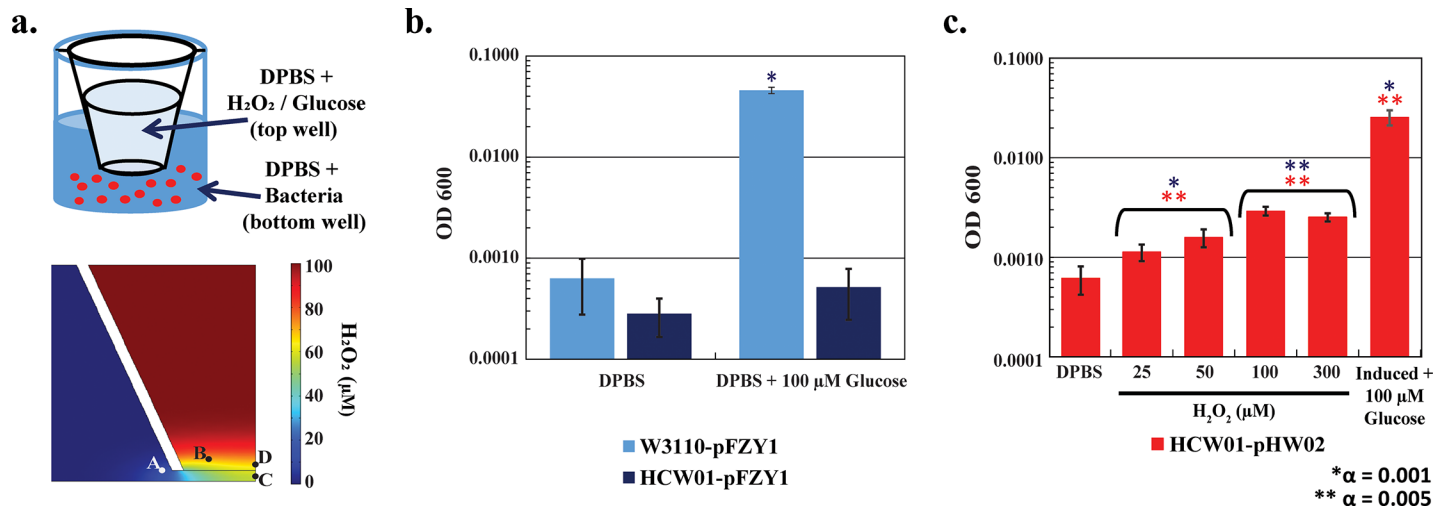 a.
DPBS +
H₂O₂ / Glucose
(top well)
DPBS +
Bacteria
(bottom well)
100
80
60
40
20
0
H₂O₂ (µM)
A
B
D
C
b.
OD 600
0.1000
0.0100
0.0010
0.0001
*
DPBS
DPBS + 100 µM Glucose
W3110-pFZY1
HCW01-pFZY1
c.
OD 600
0.1000
0.0100
0.0010
0.0001
*
**
**
**
*
**
DPBS
25
50
100
300
H₂O₂ (µM)
Induced +
100 µM
Glucose
HCW01-pHW02
*α = 0.001
** α = 0.005